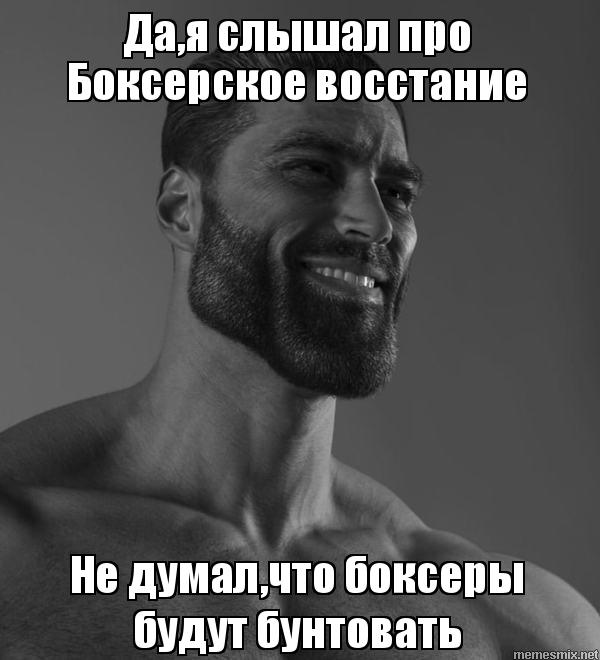 Да,я слышал про
Боксерское восстание
Не думал,что боксеры
будут бунтовать
memesmix.net